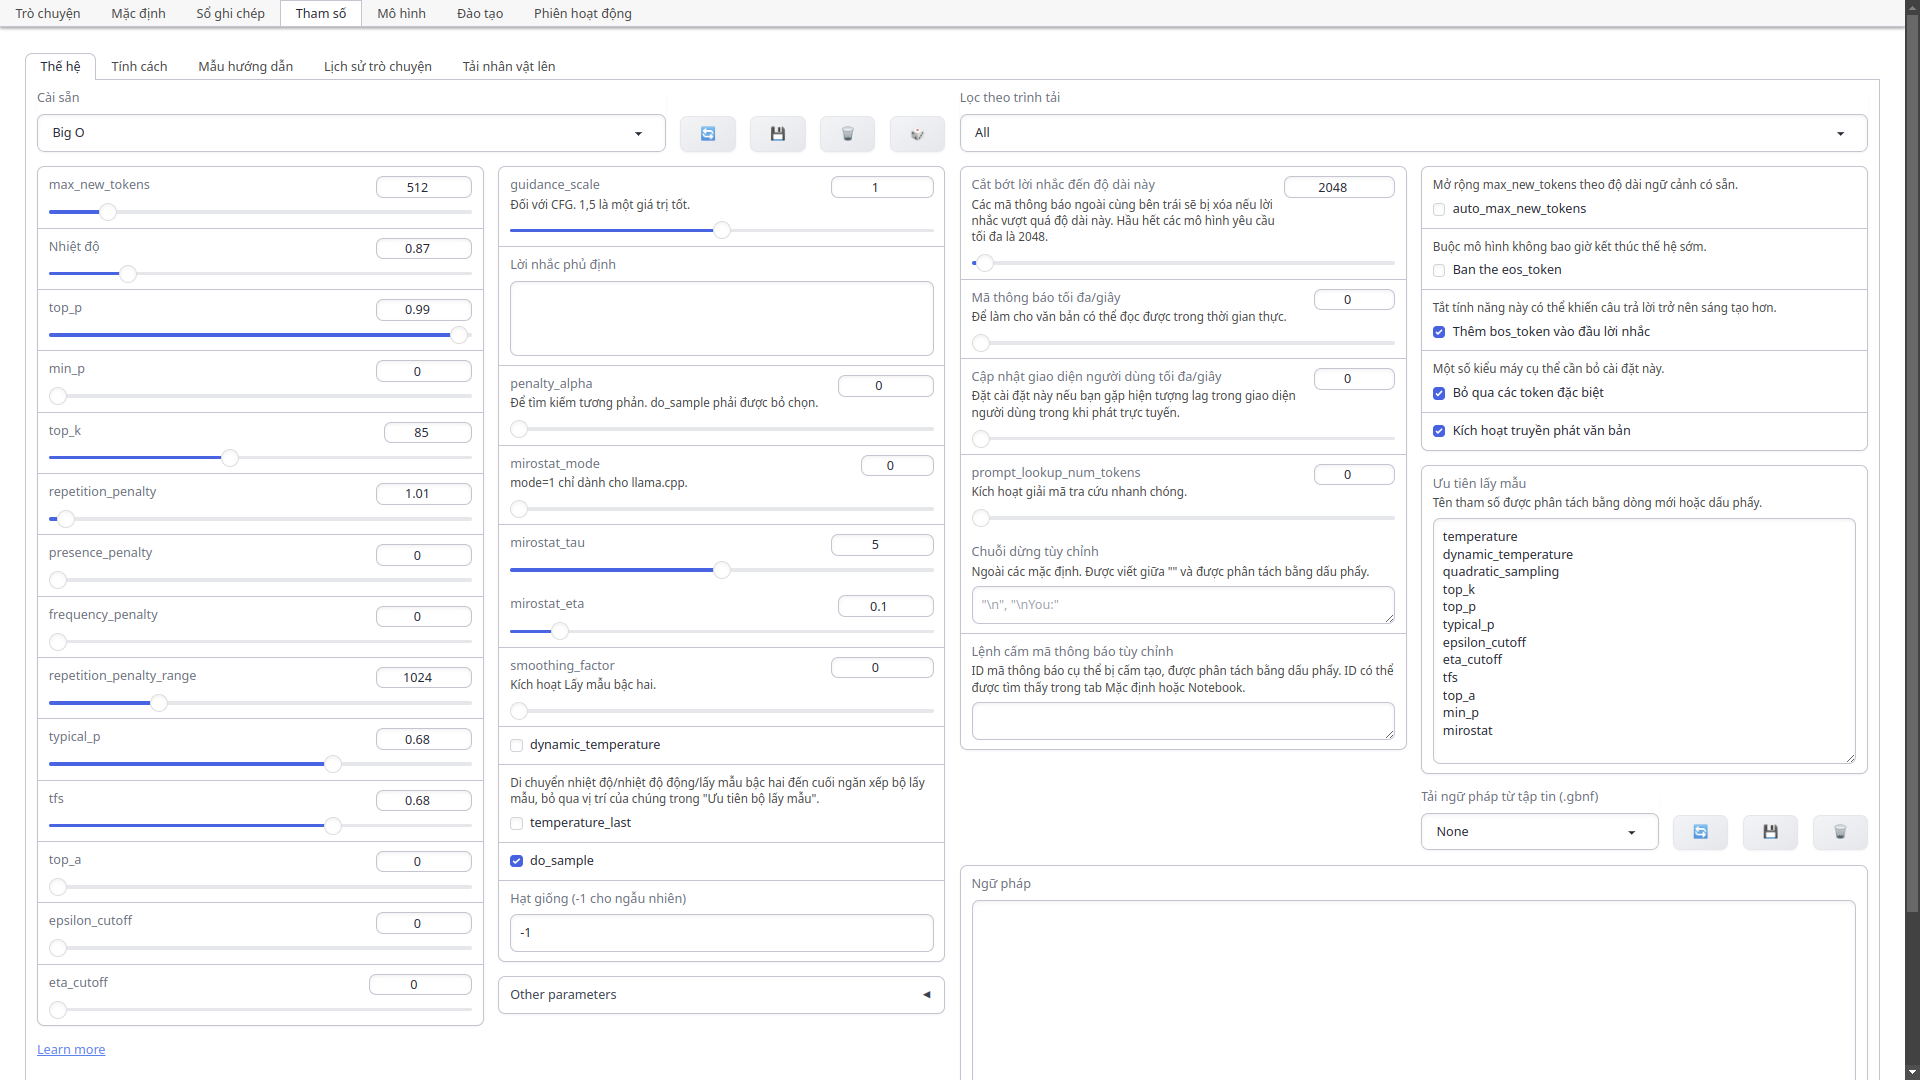 Trò chuyện
Mặc định
Sổ ghi chép
Tham số
Mô hình
Đào tạo
Phiên hoạt động
Thế hệ
Tính cách
Mẫu hướng dẫn
Lịch sử trò chuyện
Tải nhân vật lên
Cài sẵn
Big O
Lọc theo trình tải
All
max_new_tokens
512
Nhiệt độ
0.87
top_p
0.99
min_p
0
top_k
85
repetition_penalty
1.01
presence_penalty
0
frequency_penalty
0
repetition_penalty_range
1024
typical_p
0.68
tfs
0.68
top_a
0
epsilon_cutoff
0
eta_cutoff
0
Learn more
guidance_scale
1
Đối với CFG. 1,5 là một giá trị tốt.
Lời nhắc phủ định
penalty_alpha
0
Để tìm kiếm tương phản. do_sample phải được bỏ chọn.
mirostat_mode
0
mode=1 chỉ dành cho llama.cpp.
mirostat_tau
5
mirostat_eta
0.1
smoothing_factor
0
Kích hoạt Lấy mẫu bậc hai.
dynamic_temperature
Di chuyển nhiệt độ/nhiệt độ động/lấy mẫu bậc hai đến cuối ngăn xếp bộ lấy
mẫu, bỏ qua vị trí của chúng trong "Ưu tiên bộ lấy mẫu".
temperature_last
do_sample
Hạt giống (-1 cho ngẫu nhiên)
-1
Other parameters
Cắt bớt lời nhắc đến độ dài này
2048
Các mã thông báo ngoài cùng bên trái sẽ bị xóa nếu lời
nhắc vượt quá độ dài này. Hầu hết các mô hình yêu cầu
tối đa là 2048.
Mã thông báo tối đa/giây
0
Để làm cho văn bản có thể đọc được trong thời gian thực.
Cập nhật giao diện người dùng tối đa/giây
0
Đặt cài đặt này nếu bạn gặp hiện tượng lag trong giao diện
người dùng trong khi phát trực tuyến.
prompt_lookup_num_tokens
0
Kích hoạt giải mã tra cứu nhanh chóng.
Chuỗi dừng tùy chỉnh
Ngoài các mặc định. Được viết giữa "" và được phân tách bằng dấu phẩy.
"\n", "\nYou:"
Lệnh cấm mã thông báo tùy chỉnh
ID mã thông báo cụ thể bị cấm tạo, được phân tách bằng dấu phẩy. ID có thể
được tìm thấy trong tab Mặc định hoặc Notebook.
Mở rộng max_new_tokens theo độ dài ngữ cảnh có sẵn.
auto_max_new_tokens
Buộc mô hình không bao giờ kết thúc thế hệ sớm.
Ban the eos_token
Tắt tính năng này có thể khiến câu trả lời trở nên sáng tạo hơn.
Thêm bos_token vào đầu lời nhắc
Một số kiểu máy cụ thể cần bỏ cài đặt này.
Bỏ qua các token đặc biệt
Kích hoạt truyền phát văn bản
Ưu tiên lấy mẫu
Tên tham số được phân tách bằng dòng mới hoặc dấu phẩy.
temperature
dynamic_temperature
quadratic_sampling
top_k
top_p
typical_p
epsilon_cutoff
eta_cutoff
tfs
top_a
min_p
mirostat
Tải ngữ pháp từ tập tin (.gbnf)
None
Ngữ pháp